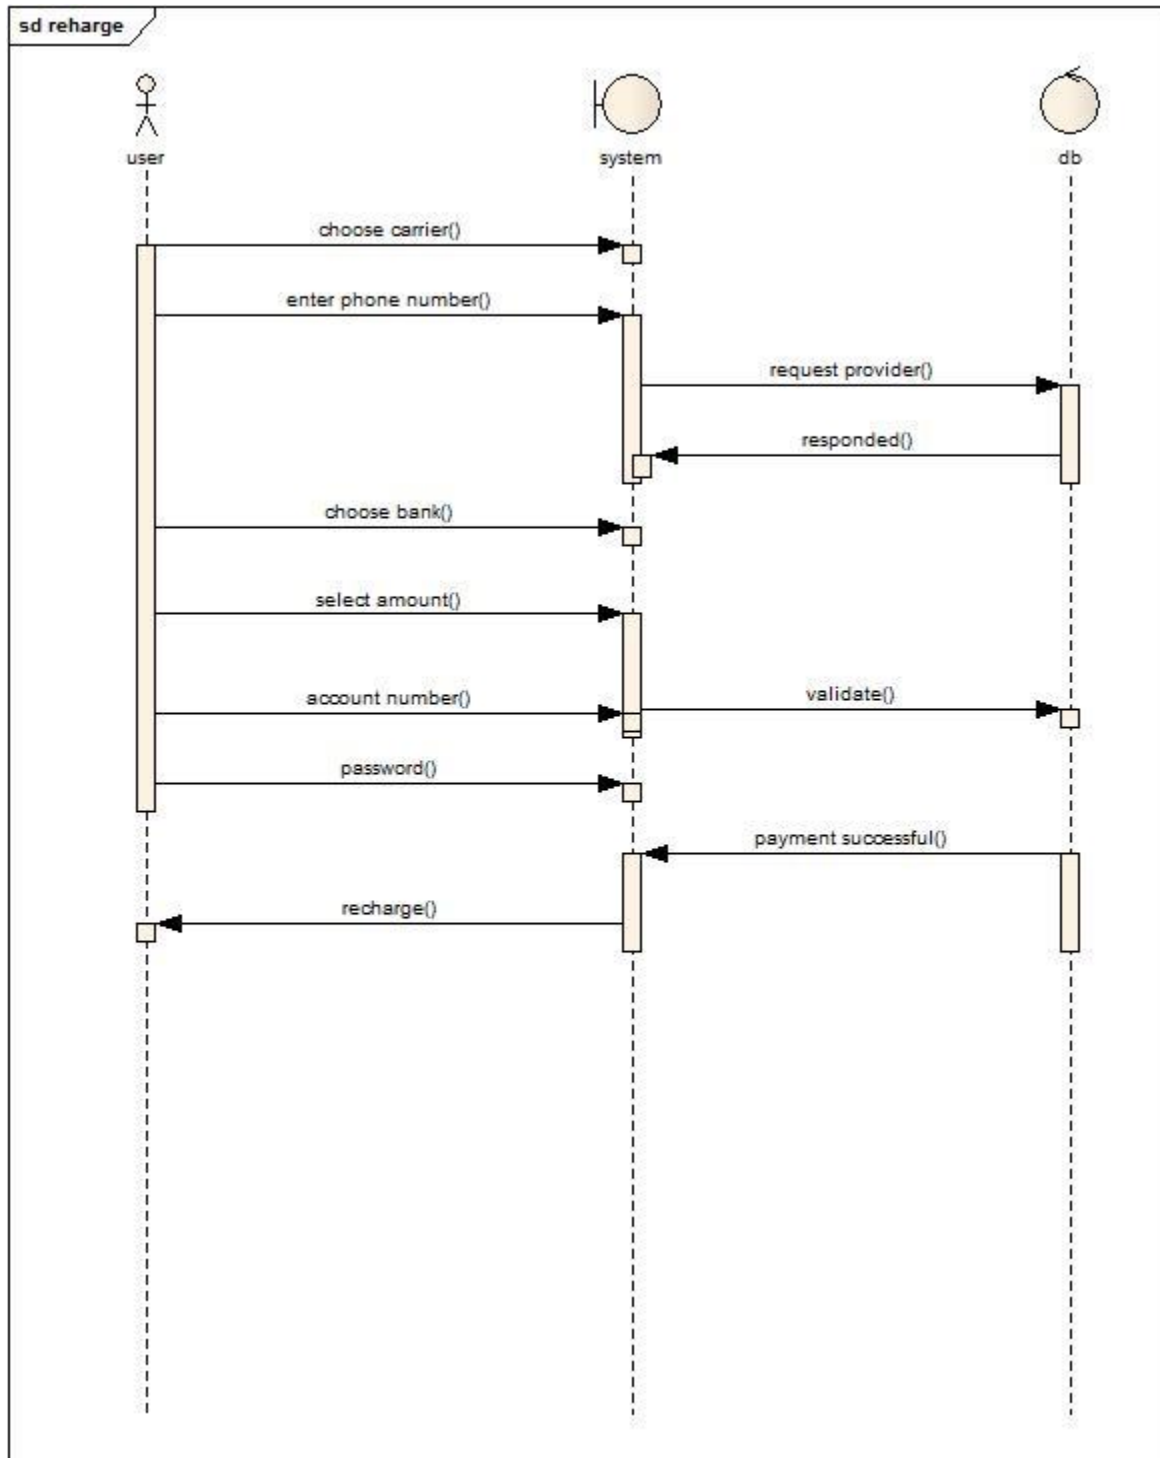 sd reharge
user
system
db
choose carrier()
enter phone number()
request provider()
responded()
choose bank()
select amount()
validate()
account number()
password()
payment successful()
recharge()